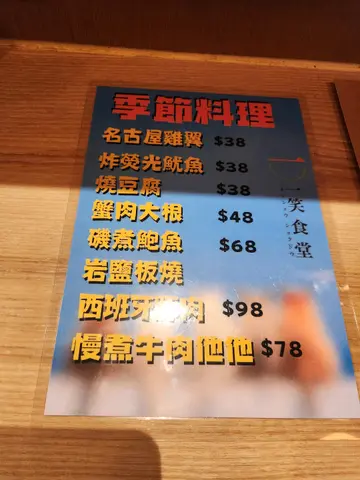 季節料理
名古屋雞翼 $38
炸熒光魷魚 $38
燒豆腐 $38
蟹肉大根 $48
磯煮鮑魚 $68
岩鹽板燒
西班牙 肉 $98
慢煮牛肉他他 $78
一笑食堂